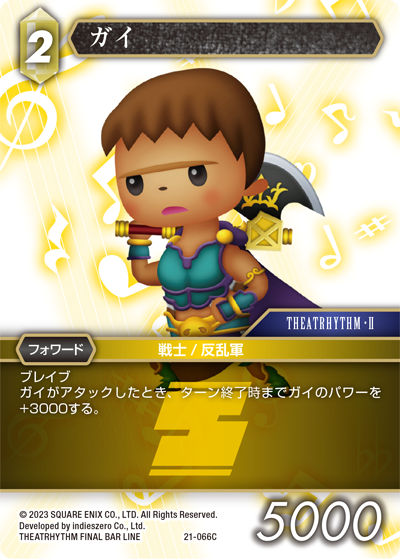 2
ガイ
THEATRHYTHM・II
フォワード
戦士 / 反乱軍
ブレイブ
ガイがアタックしたとき、ターン終了時までガイのパワーを
+3000する。
© 2023 SQUARE ENIX CO., LTD. All Rights Reserved.
Developed by indieszero Co., Ltd.
THEATRHYTHM FINAL BAR LINE
21-066C
5000